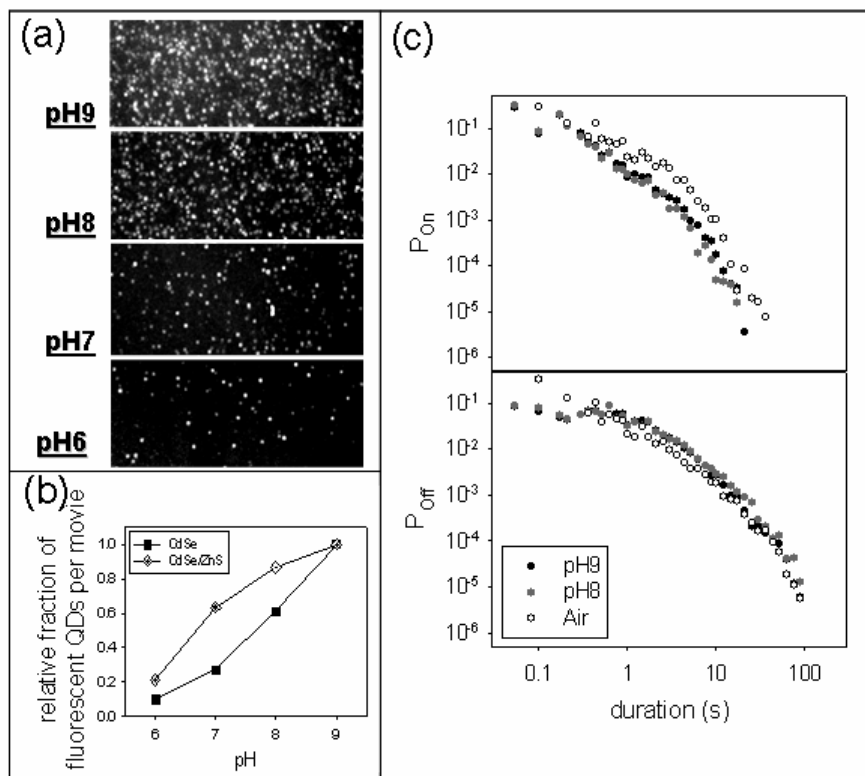 (a)
pH9
pH8
pH7
pH6
(b)
relative fraction of
fluorescent QDs per movie
1.0
0.8
0.6
0.4
0.2
0.0
CdSe
CdSe/ZnS
6 7 8 9
pH
(c)
P_On
10^-1
10^-2
10^-3
10^-4
10^-5
10^-6
P_Off
10^-1
10^-2
10^-3
10^-4
10^-5
10^-6
pH9
pH8
Air
0.1 1 10 100
duration (s)